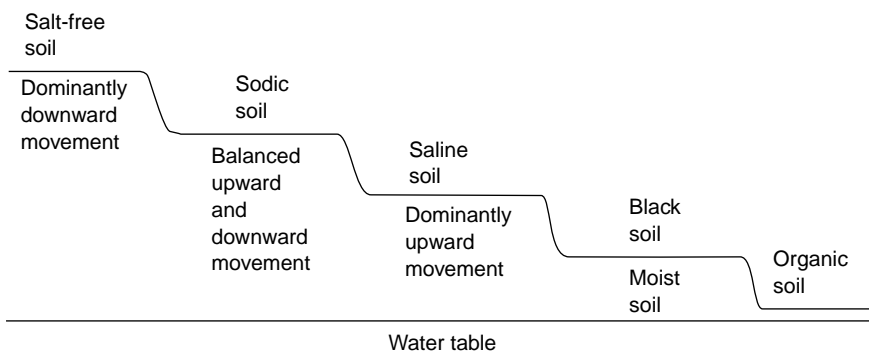 Salt-free
soil
Dominantly
downward
movement
Sodic
soil
Balanced
upward
and
downward
movement
Saline
soil
Dominantly
upward
movement
Black
soil
Moist
soil
Organic
soil
Water table